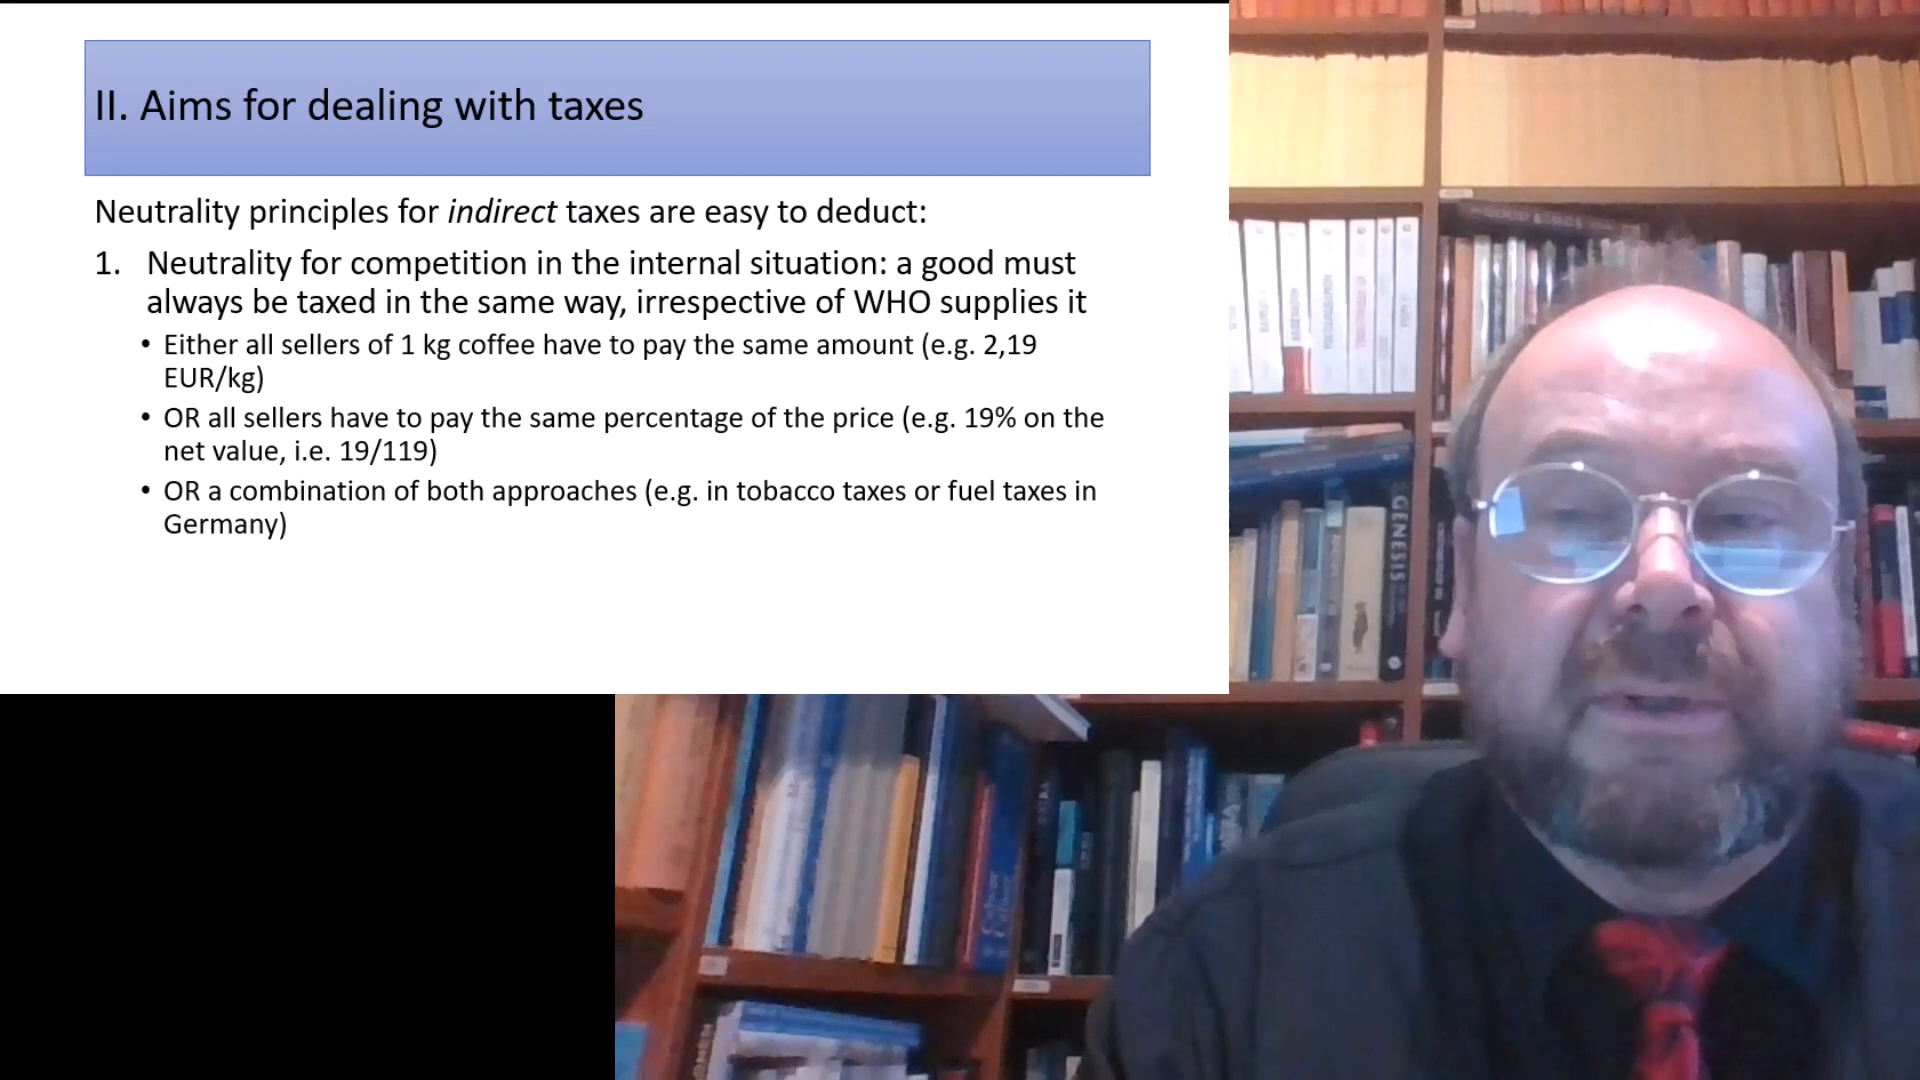 II. Aims for dealing with taxes
Neutrality principles for indirect taxes are easy to deduct:
1. Neutrality for competition in the internal situation: a good must
always be taxed in the same way, irrespective of WHO supplies it
• Either all sellers of 1 kg coffee have to pay the same amount (e.g. 2,19
EUR/kg)
• OR all sellers have to pay the same percentage of the price (e.g. 19% on the
net value, i.e. 19/119)
• OR a combination of both approaches (e.g. in tobacco taxes or fuel taxes in
Germany)
GENESIS